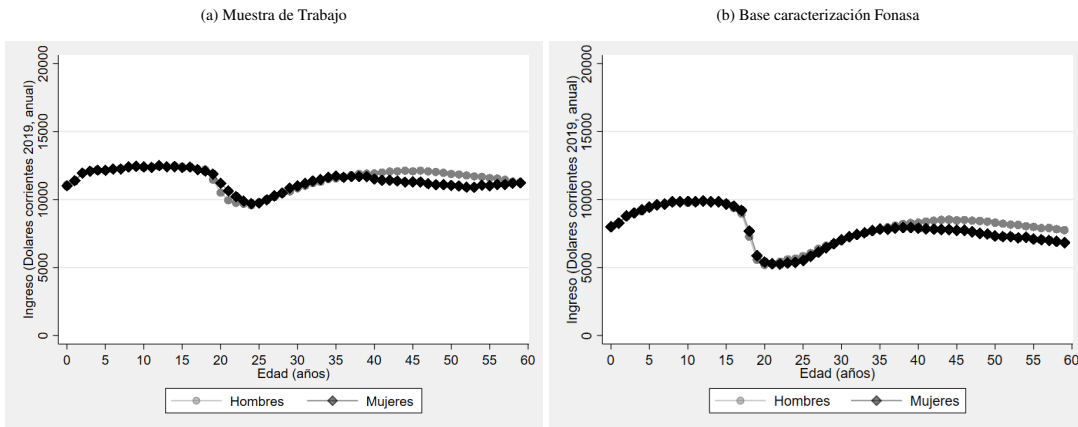 (a) Muestra de Trabajo
Ingreso (Dolares corrientes 2019, anual)
20000
15000
10000
5000
0
0 5 10 15 20 25 30 35 40 45 50 55 60
Edad (años)
Hombres Mujeres
(b) Base caracterización Fonasa
Ingreso (Dolares corrientes 2019, anual)
20000
15000
10000
5000
0
0 5 10 15 20 25 30 35 40 45 50 55 60
Edad (años)
Hombres Mujeres